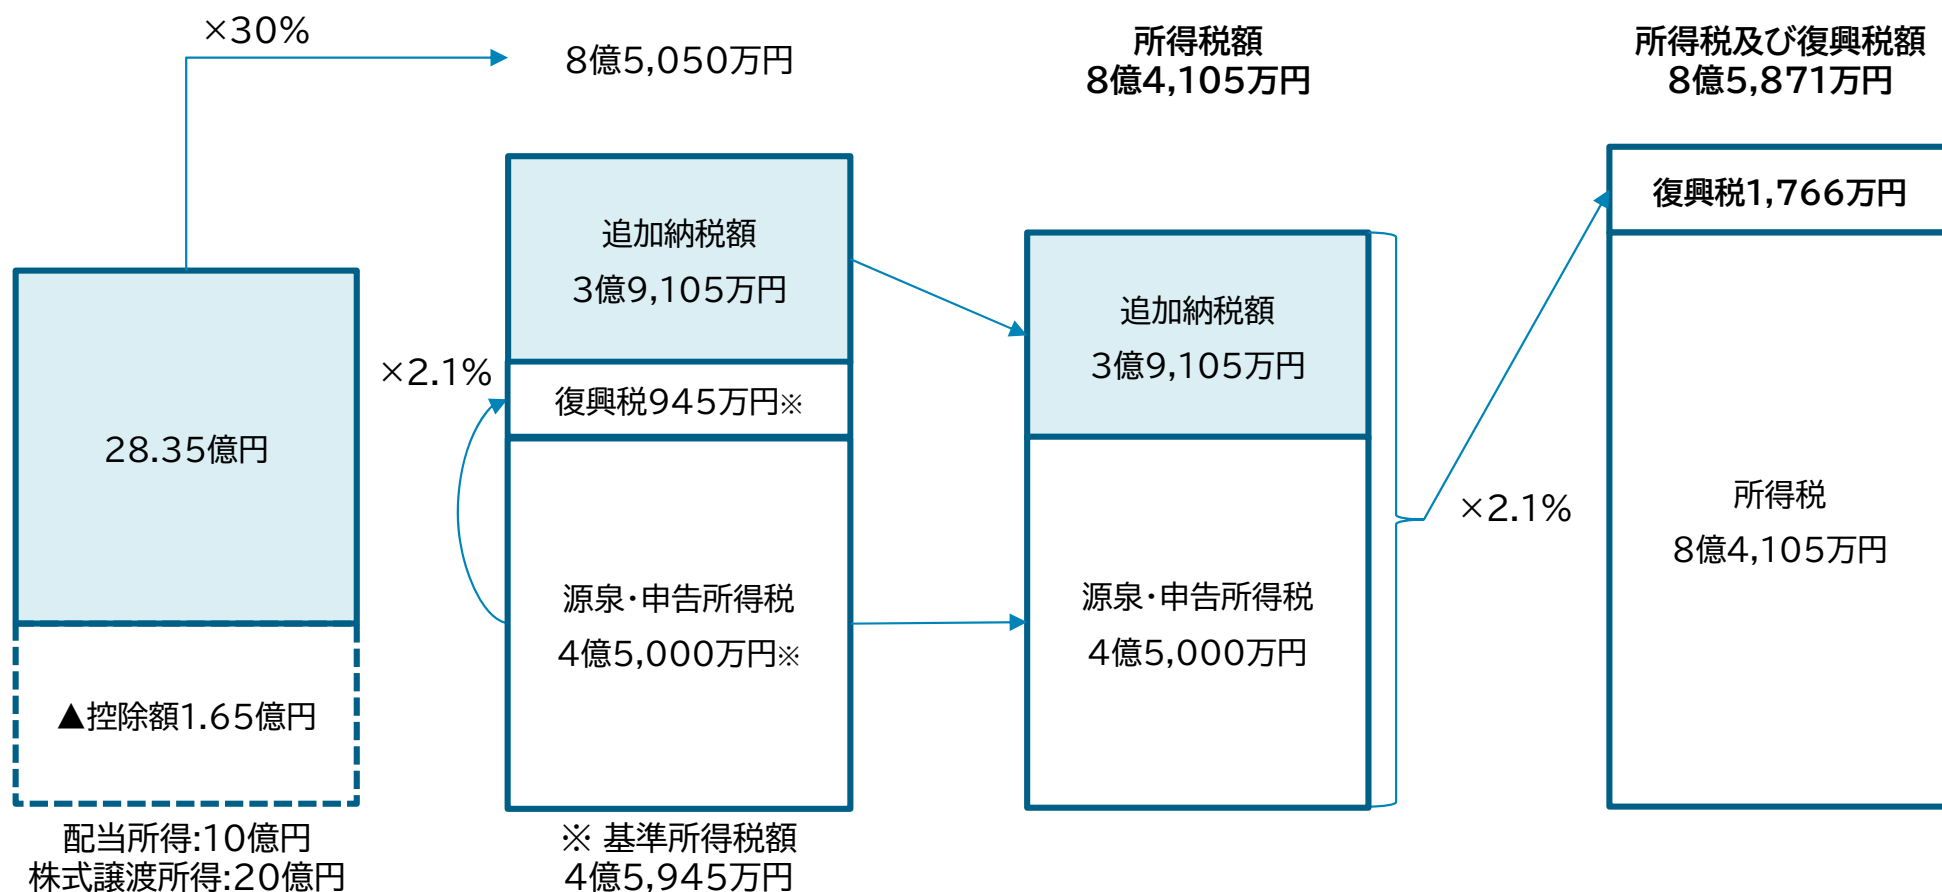 ×30%
8億5,050万円
所得税額
8億4,105万円
所得税及び復興税額
8億5,871万円
28.35億円
▲控除額1.65億円
配当所得:10億円
株式譲渡所得:20億円
×2.1%
追加納税額
3億9,105万円
復興税945万円※
源泉・申告所得税
4億5,000万円※
※ 基準所得税額
4億5,945万円
追加納税額
3億9,105万円
源泉・申告所得税
4億5,000万円
×2.1%
復興税1,766万円
所得税
8億4,105万円